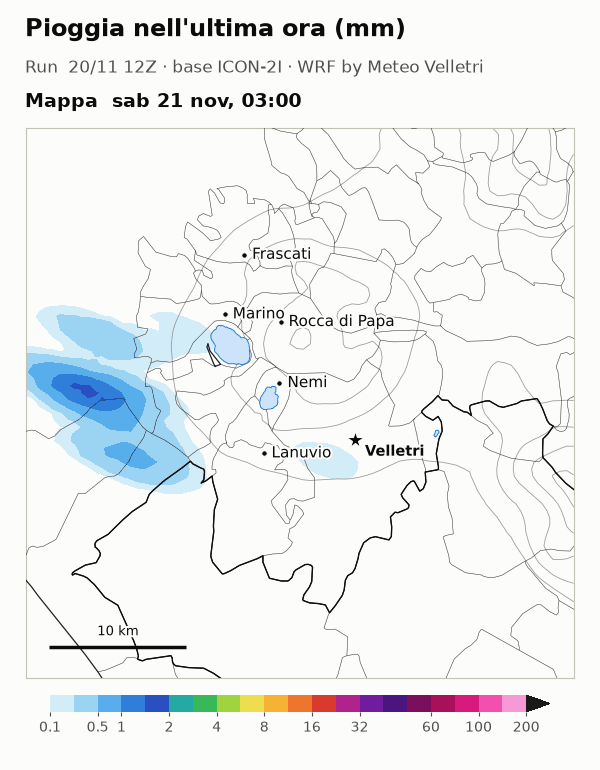 Pioggia nell'ultima ora (mm)
Run  20/11 12Z · base ICON-2I · WRF by Meteo Velletri
Mappa  sab 21 nov, 03:00
Frascati
Marino
Rocca di Papa
Nemi
Velletri
Lanuvio
10 km
0.1 0.5 1 2 4 8 16 32 60 100 200